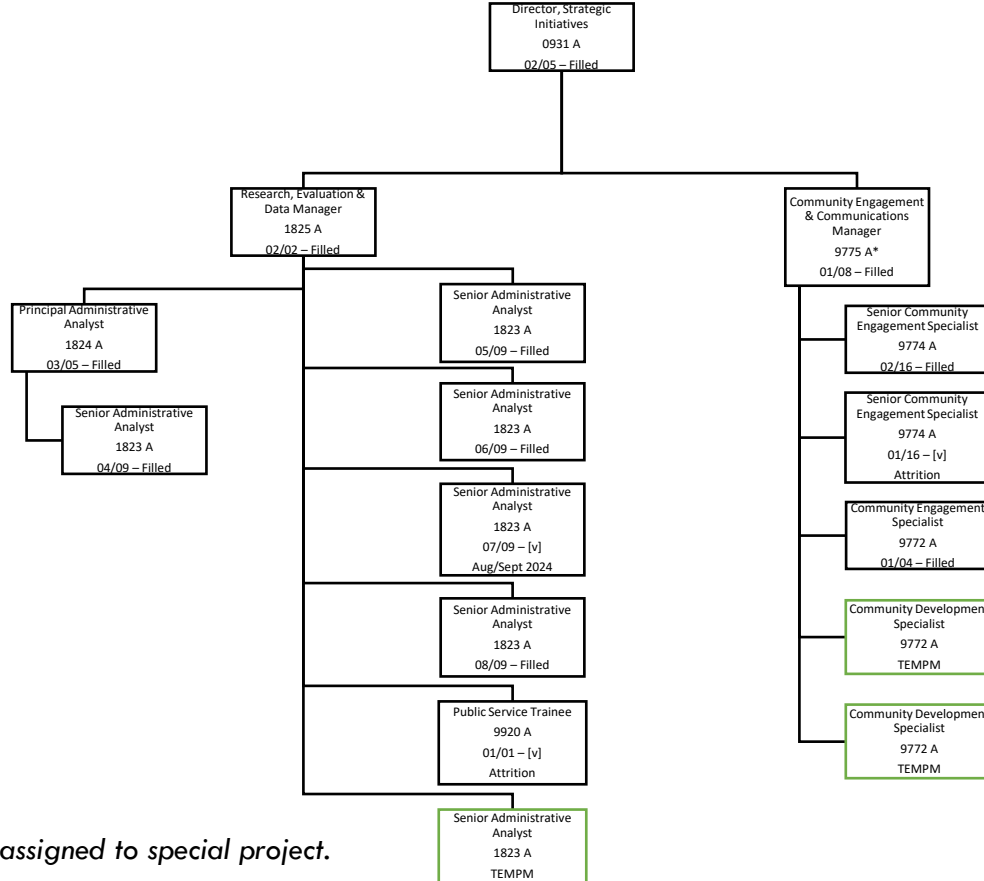 Director, Strategic
Initiatives
0931 A
02/05 – Filled
Research, Evaluation &
Data Manager
1825 A
02/02 – Filled
Community Engagement
& Communications
Manager
9775 A*
01/08 – Filled
Principal Administrative
Analyst
1824 A
03/05 – Filled
Senior Administrative
Analyst
1823 A
04/09 – Filled
Senior Administrative
Analyst
1823 A
05/09 – Filled
Senior Administrative
Analyst
1823 A
06/09 – Filled
Senior Administrative
Analyst
1823 A
07/09 – [v]
Aug/Sept 2024
Senior Administrative
Analyst
1823 A
08/09 – Filled
Public Service Trainee
9920 A
01/01 – [v]
Attrition
Senior Administrative
Analyst
1823 A
TEMPM
Senior Community
Engagement Specialist
9774 A
02/16 – Filled
Senior Community
Engagement Specialist
9774 A
01/16 – [v]
Attrition
Community Engagement
Specialist
9772 A
01/04 – Filled
Community Developmen
Specialist
9772 A
TEMPM
Community Developmen
Specialist
9772 A
TEMPM
assigned to special project.